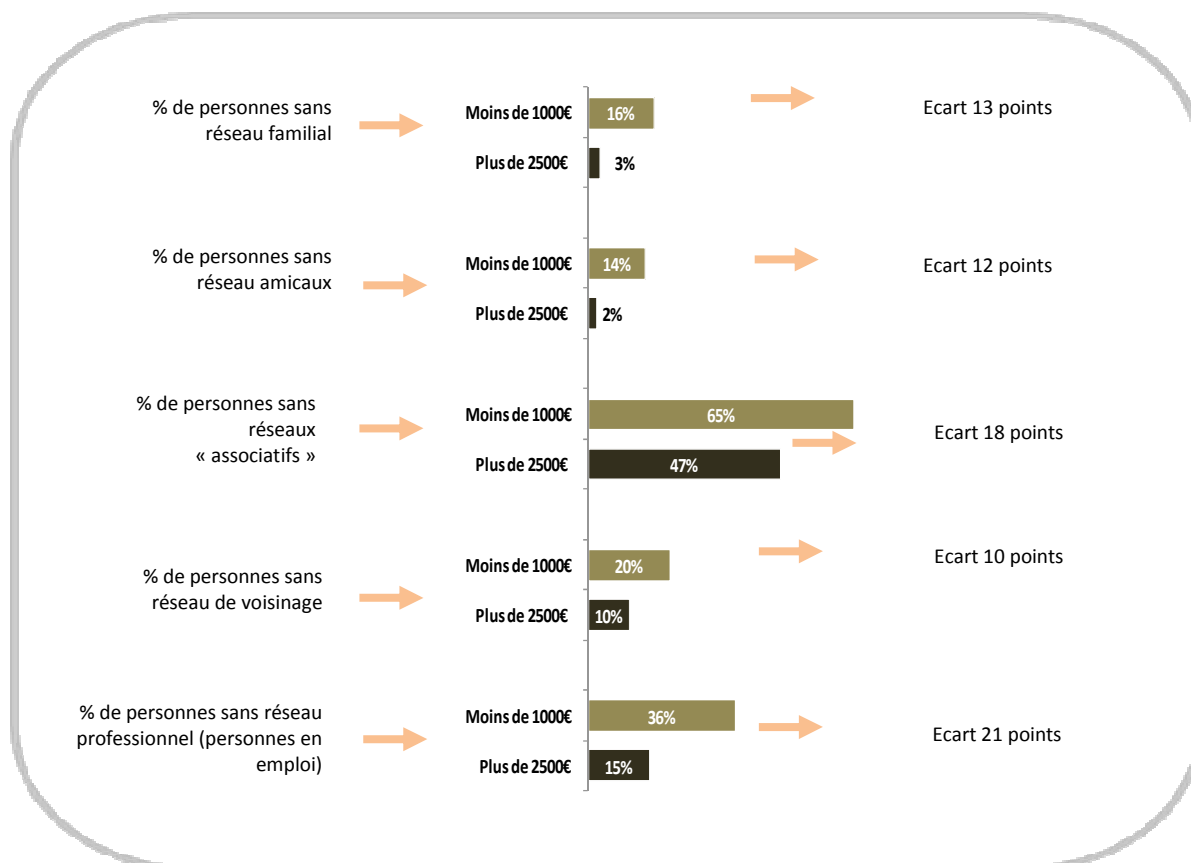 % de personnes sans
réseau familial
Moins de 1000€
16%
Ecart 13 points
Plus de 2500€
3%
% de personnes sans
réseau amicaux
Moins de 1000€
14%
Ecart 12 points
Plus de 2500€
2%
% de personnes sans
réseaux
« associatifs »
Moins de 1000€
65%
Ecart 18 points
Plus de 2500€
47%
% de personnes sans
réseau de voisinage
Moins de 1000€
20%
Ecart 10 points
Plus de 2500€
10%
% de personnes sans réseau
professionnel (personnes en
emploi)
Moins de 1000€
36%
Ecart 21 points
Plus de 2500€
15%